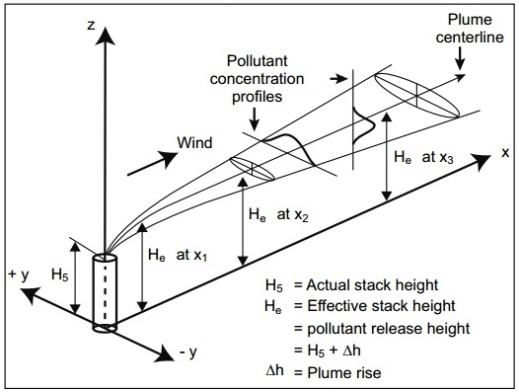 z
Plume
centerline
Pollutant
concentration
profiles
Wind
x
He at x3
He at x2
He at x1
+ y
H5
- y
H5 = Actual stack height
He = Effective stack height
= pollutant release height
= H5 + Δh
Δh = Plume rise